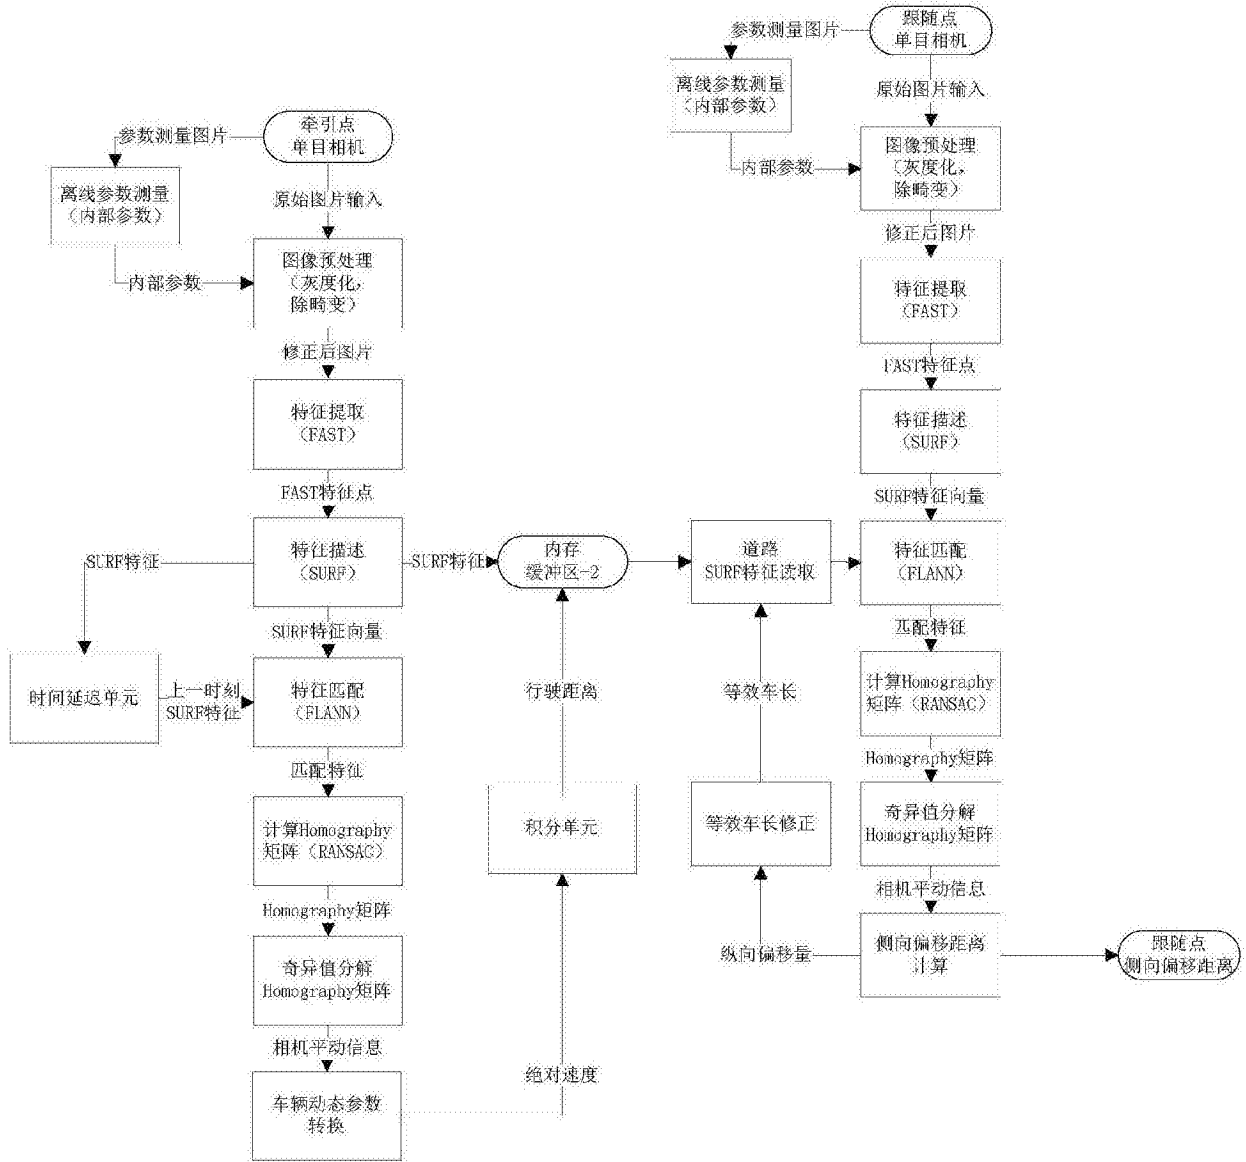 牵引点
单目相机
参数测量图片
离线参数测量
（内部参数）
内部参数
原始图片输入
图像预处理
（灰度化，
除畸变）
修正后图片
特征提取
（FAST）
FAST特征点
特征描述
（SURF）
SURF特征
SURF特征
SURF特征向量
时间延迟单元
上一时刻
SURF特征
特征匹配
（FLANN）
匹配特征
计算Homography
矩阵（RANSAC）
Homography矩阵
奇异值分解
Homography矩阵
相机平动信息
车辆动态参数
转换
绝对速度
积分单元
行驶距离
内存
缓冲区-2
道路
SURF特征读取
等效车长
等效车长修正
纵向偏移量
跟随点
单目相机
参数测量图片
离线参数测量
（内部参数）
内部参数
原始图片输入
图像预处理
（灰度化，
除畸变）
修正后图片
特征提取
（FAST）
FAST特征点
特征描述
（SURF）
SURF特征向量
特征匹配
（FLANN）
匹配特征
计算Homography
矩阵（RANSAC）
Homography矩阵
奇异值分解
Homography矩阵
相机平动信息
侧向偏移距离
计算
跟随点
侧向偏移距离